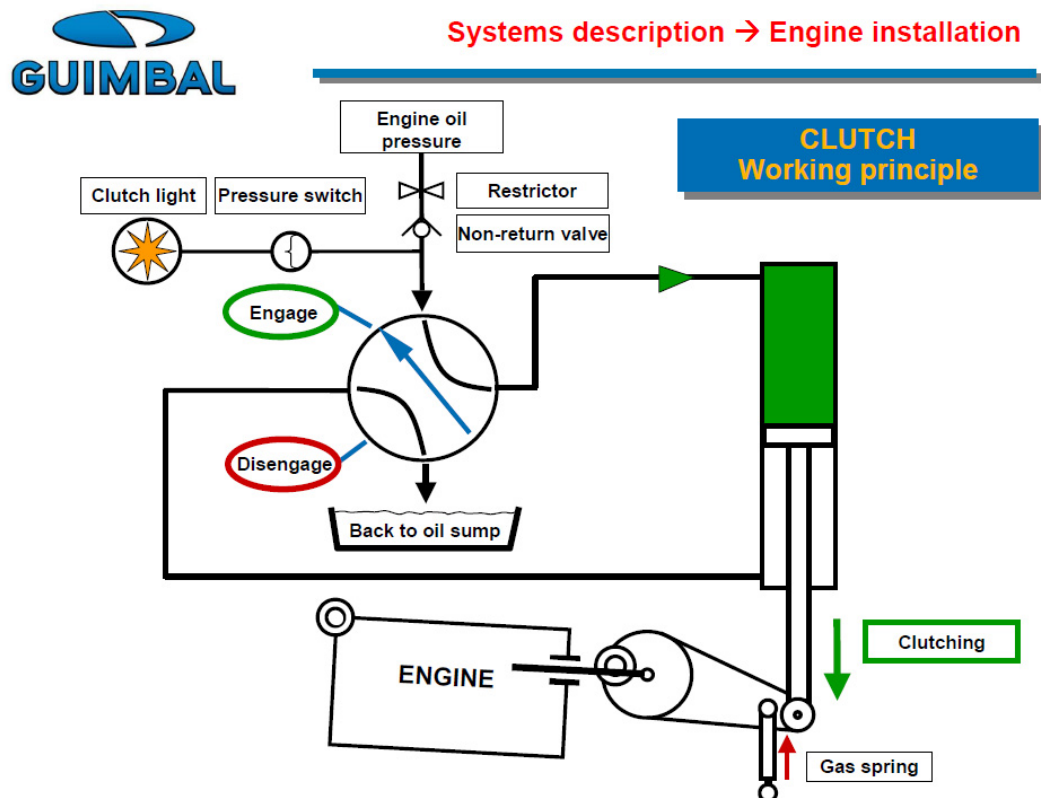 Systems description → Engine installation
GUIMBAL
CLUTCH
Working principle
Engine oil
pressure
Clutch light
Pressure switch
Restrictor
Non-return valve
Engage
Disengage
Back to oil sump
Clutching
ENGINE
Gas spring